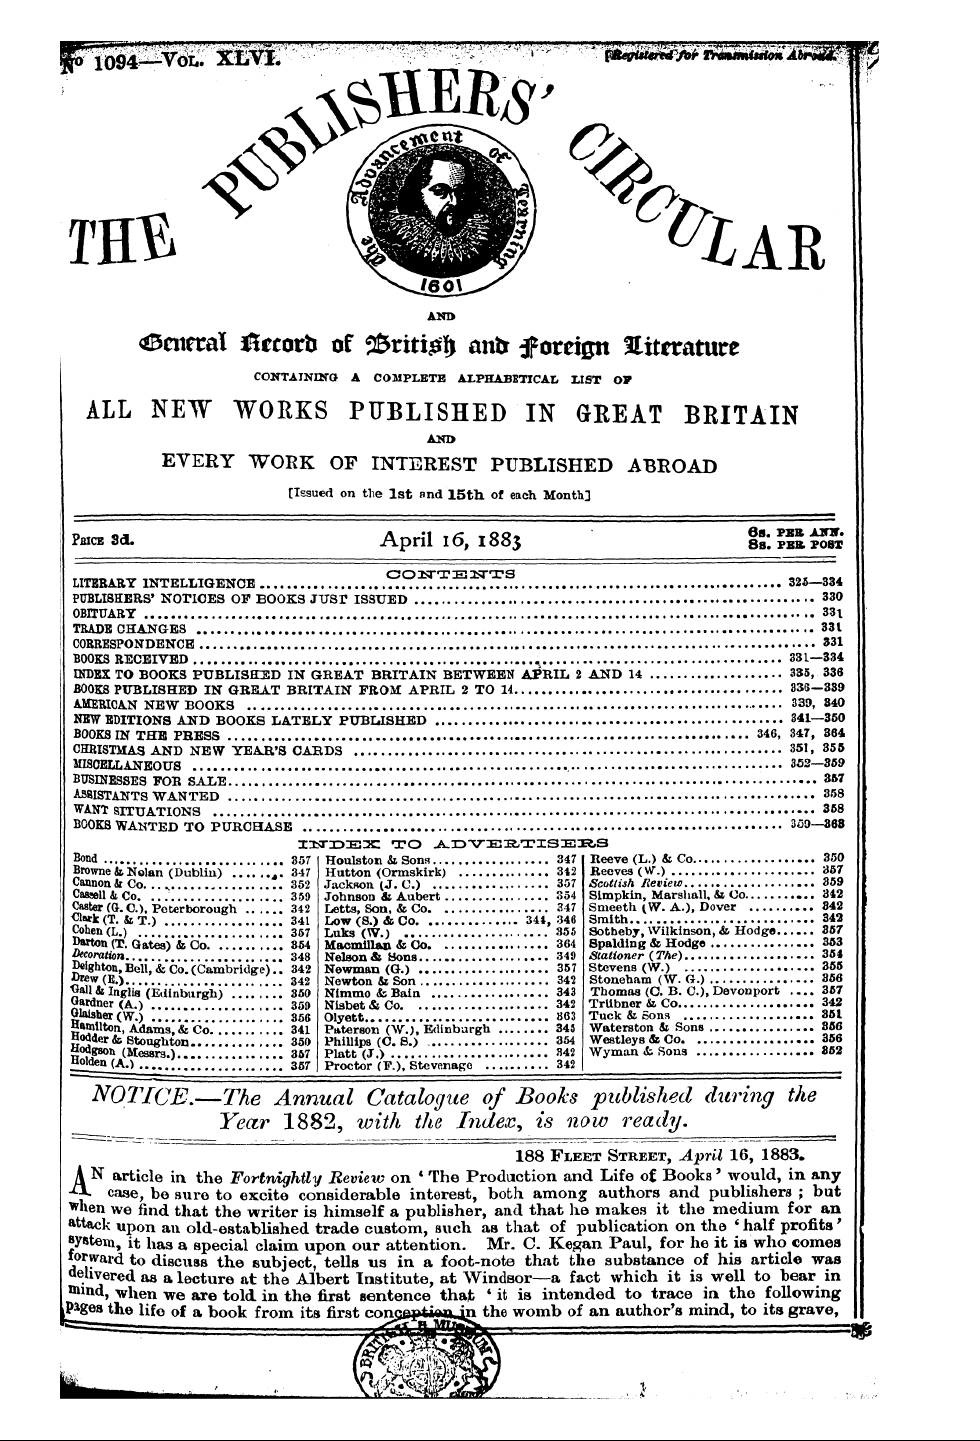 No 1094—VOL. XLVI.
[Registered for Transmission Abroad.
THE PUBLISHERS' CIRCULAR
The Advancement of Learning
1601
AND
General Record of British and Foreign Literature
CONTAINING A COMPLETE ALPHABETICAL LIST OF
ALL NEW WORKS PUBLISHED IN GREAT BRITAIN
AND
EVERY WORK OF INTEREST PUBLISHED ABROAD
[Issued on the 1st and 15th of each Month]
PRICE 3d.
April 16, 1883
6s. PER ANN.
8s. PER POST
CONTENTS
LITERARY INTELLIGENCE 325—334
PUBLISHERS' NOTICES OF BOOKS JUST ISSUED 330
OBITUARY 331
TRADE CHANGES 331
CORRESPONDENCE 331
BOOKS RECEIVED 331—334
INDEX TO BOOKS PUBLISHED IN GREAT BRITAIN BETWEEN APRIL 2 AND 14 335, 336
BOOKS PUBLISHED IN GREAT BRITAIN FROM APRIL 2 TO 14 336—339
AMERICAN NEW BOOKS 339, 340
NEW EDITIONS AND BOOKS LATELY PUBLISHED 341—350
BOOKS IN THE PRESS 346, 347, 364
CHRISTMAS AND NEW YEAR'S CARDS 351, 355
MISCELLANEOUS 352—359
BUSINESSES FOR SALE 357
ASSISTANTS WANTED 358
WANT SITUATIONS 358
BOOKS WANTED TO PURCHASE 359—363
INDEX TO ADVERTISERS
Bond 357
Browne & Nolan (Dublin) 347
Cannon & Co. 352
Cassell & Co. 359
Caster (G. C.), Peterborough 342
Clark (T. & T.) 341
Cohen (L.) 357
Darton (T. Gates) & Co. 354
Decoration 348
Deighton, Bell, & Co. (Cambridge) 342
Drew (E.) 342
Gall & Inglis (Edinburgh) 350
Gardner (A.) 359
Glaisher (W.) 356
Hamilton, Adams, & Co. 341
Hodder & Stoughton 350
Hodgson (Messrs.) 357
Holden (A.) 357
Houlston & Sons 347
Hutton (Ormskirk) 342
Jackson (J. C.) 357
Johnson & Aubert 354
Letts, Son, & Co. 347
Low (S.) & Co. 344, 346
Luks (W.) 355
Macmillan & Co. 364
Nelson & Sons 349
Newman (G.) 357
Newton & Son 342
Nimmo & Bain 343
Nisbet & Co. 342
Olyett 363
Paterson (W.), Edinburgh 345
Phillips (C. S.) 354
Platt (J.) 342
Proctor (F.), Stevenage 342
Reeve (L.) & Co. 350
Reeves (W.) 357
Scottish Review 359
Simpkin, Marshall, & Co. 342
Smeeth (W. A.), Dover 342
Smith 342
Sotheby, Wilkinson, & Hodge 357
Spalding & Hodge 353
Stationer (The) 354
Stevens (W.) 355
Stoneham (W. G.) 356
Thomas (C. B. C.), Devonport 357
Trübner & Co. 342
Tuck & Sons 351
Waterston & Sons 356
Westleys & Co. 356
Wyman & Sons 352
NOTICE.—The Annual Catalogue of Books published during the
Year 1882, with the Index, is now ready.
188 FLEET STREET, April 16, 1883.
AN article in the Fortnightly Review on 'The Production and Life of Books' would, in any
case, be sure to excite considerable interest, both among authors and publishers; but
when we find that the writer is himself a publisher, and that he makes it the medium for an
attack upon an old-established trade custom, such as that of publication on the 'half profits'
system, it has a special claim upon our attention. Mr. C. Kegan Paul, for he it is who comes
forward to discuss the subject, tells us in a foot-note that the substance of his article was
delivered as a lecture at the Albert Institute, at Windsor—a fact which it is well to bear in
mind, when we are told in the first sentence that 'it is intended to trace in the following
pages the life of a book from its first conception in the womb of an author's mind, to its grave,
BRITISH MUSEUM